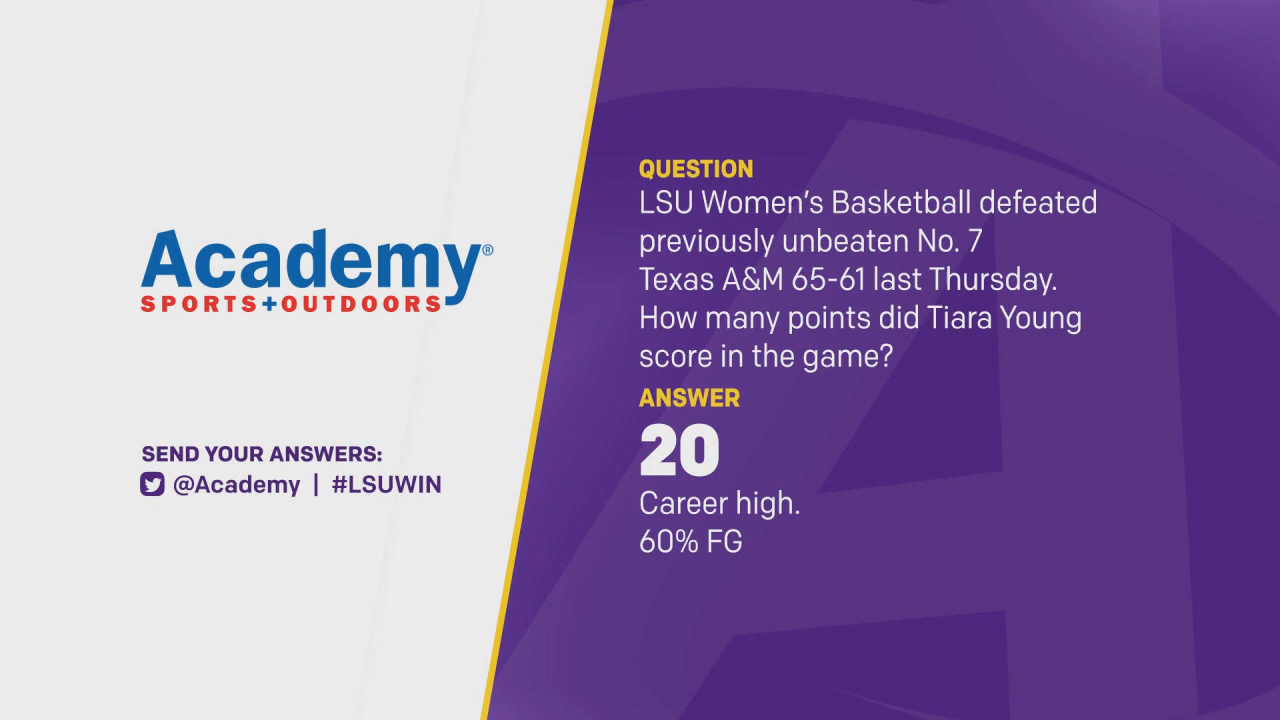 Academy®
SPORTS+OUTDOORS
SEND YOUR ANSWERS:
@Academy | #LSUWIN
QUESTION
LSU Women’s Basketball defeated
previously unbeaten No. 7
Texas A&M 65-61 last Thursday.
How many points did Tiara Young
score in the game?
ANSWER
20
Career high.
60% FG